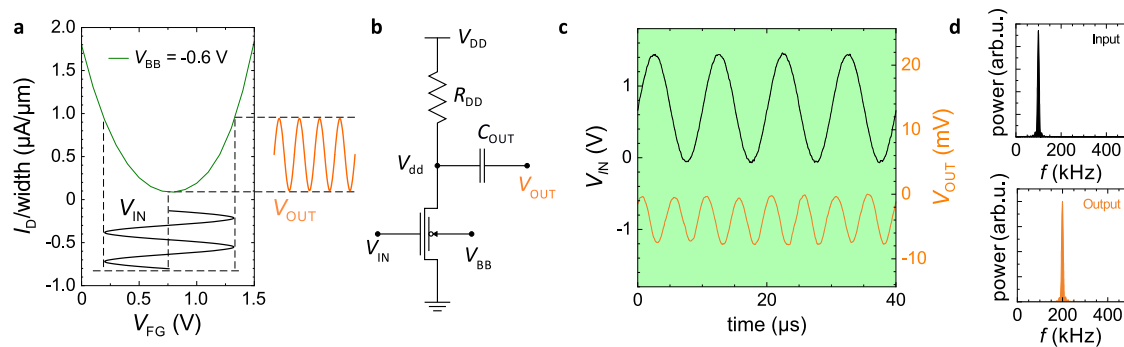 a
I_D/width (µA/µm)
2.0
1.5
1.0
0.5
0
-0.5
-1.0
V_BB = -0.6 V
V_IN
V_OUT
0
0.5
1.0
1.5
V_FG (V)
b
V_DD
R_DD
C_OUT
V_dd
V_OUT
V_IN
V_BB
c
V_IN (V)
1
0
-1
20
10
0
-10
V_OUT (mV)
0
20
40
time (µs)
d
power (arb.u.)
Input
0
200
400
f (kHz)
power (arb.u.)
Output
0
200
400
f (kHz)